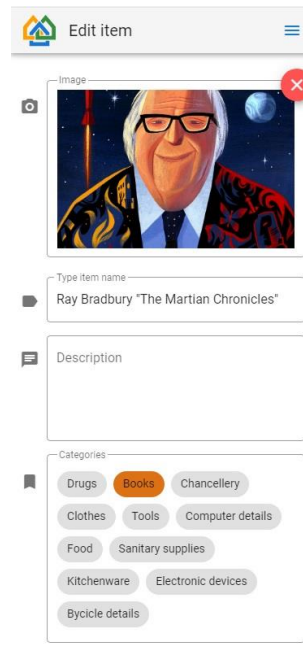 Edit item
Image
Type item name
Ray Bradbury "The Martian Chronicles"
Description
Categories
Drugs Books Chancellery
Clothes Tools Computer details
Food Sanitary supplies
Kitchenware Electronic devices
Bycicle details